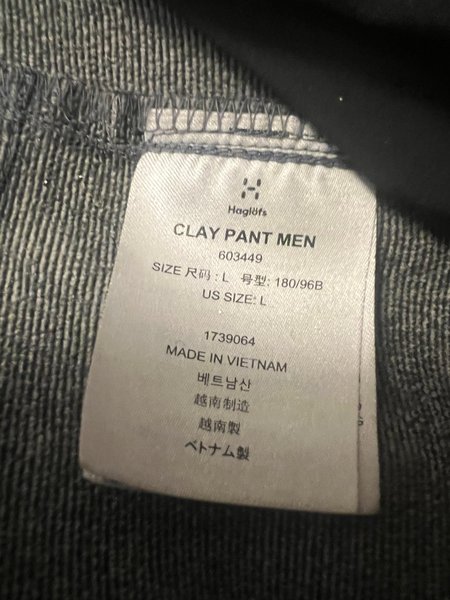 Haglöfs
CLAY PANT MEN
603449
SIZE 尺码 : L 号型: 180/96B
US SIZE: L
1739064
MADE IN VIETNAM
베트남산
越南制造
越南製
ベトナム製